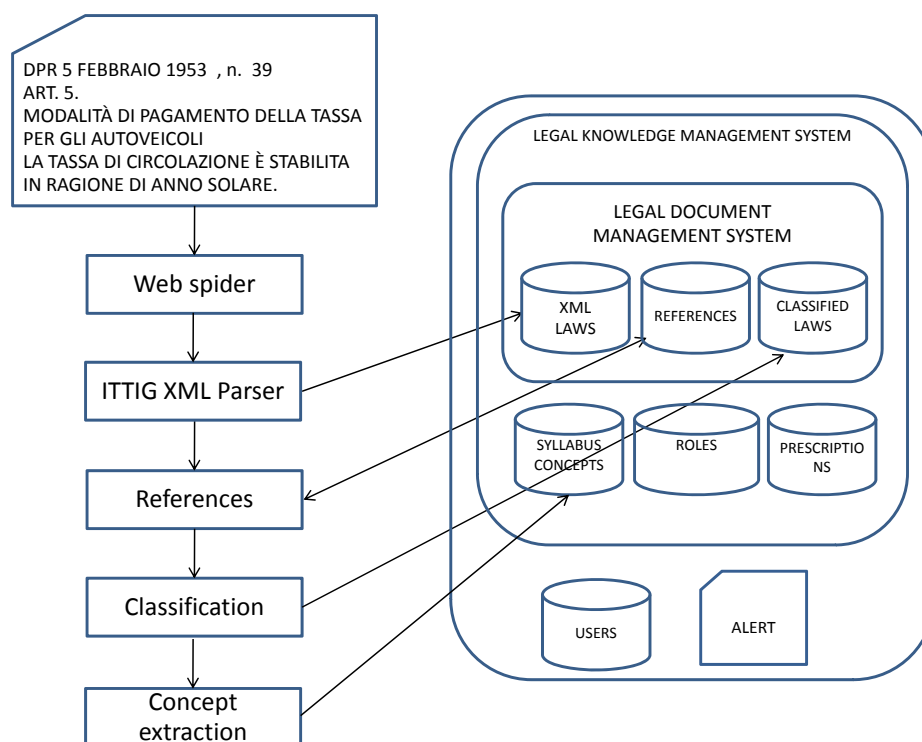 DPR 5 FEBBRAIO 1953 , n. 39
ART. 5.
MODALITÀ DI PAGAMENTO DELLA TASSA
PER GLI AUTOVEICOLI
LA TASSA DI CIRCOLAZIONE È STABILITA
IN RAGIONE DI ANNO SOLARE.
Web spider
ITTIG XML Parser
References
Classification
Concept
extraction
LEGAL KNOWLEDGE MANAGEMENT SYSTEM
LEGAL DOCUMENT
MANAGEMENT SYSTEM
XML
LAWS
REFERENCES
CLASSIFIED
LAWS
SYLLABUS
CONCEPTS
ROLES
PRESCRIPTIO
NS
USERS
ALERT